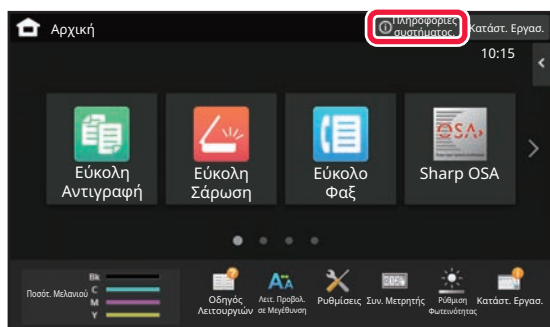 Αρχική
Πληροφορίες
συστήματος.
Κατάστ. Εργασ.
10:15
Εύκολη
Αντιγραφή
Εύκολη
Σάρωση
Εύκολο
Φαξ
OSA
Sharp OSA
Ποσότ. Μελανιού
Bk
C
M
Y
Οδηγός
Λειτουργιών
Λειτ. Προβολ.
σε Μεγέθυνση
Ρυθμίσεις
Συν. Μετρητής
Ρύθμιση
Φωτεινότητας
Κατάστ. Εργασ.